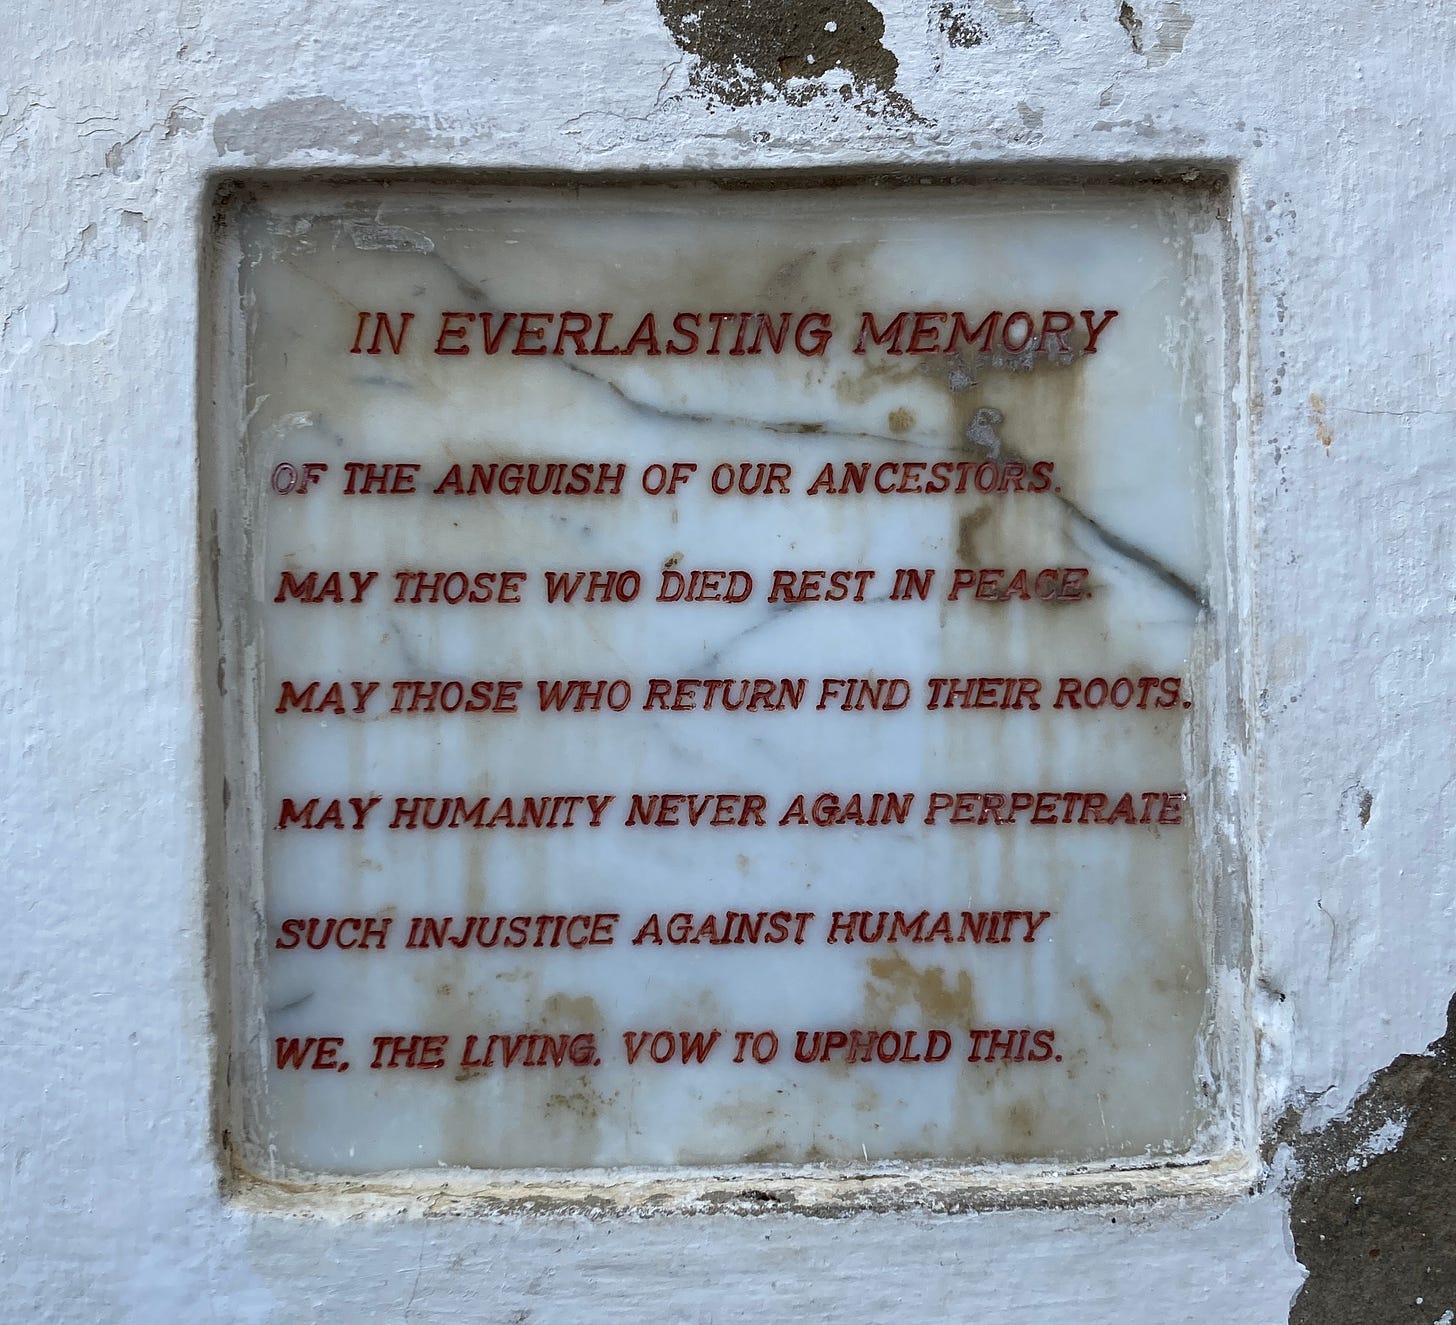 IN EVERLASTING MEMORY
OF THE ANGUISH OF OUR ANCESTORS.
MAY THOSE WHO DIED REST IN PEACE.
MAY THOSE WHO RETURN FIND THEIR ROOTS.
MAY HUMANITY NEVER AGAIN PERPETRATE
SUCH INJUSTICE AGAINST HUMANITY
WE, THE LIVING. VOW TO UPHOLD THIS.